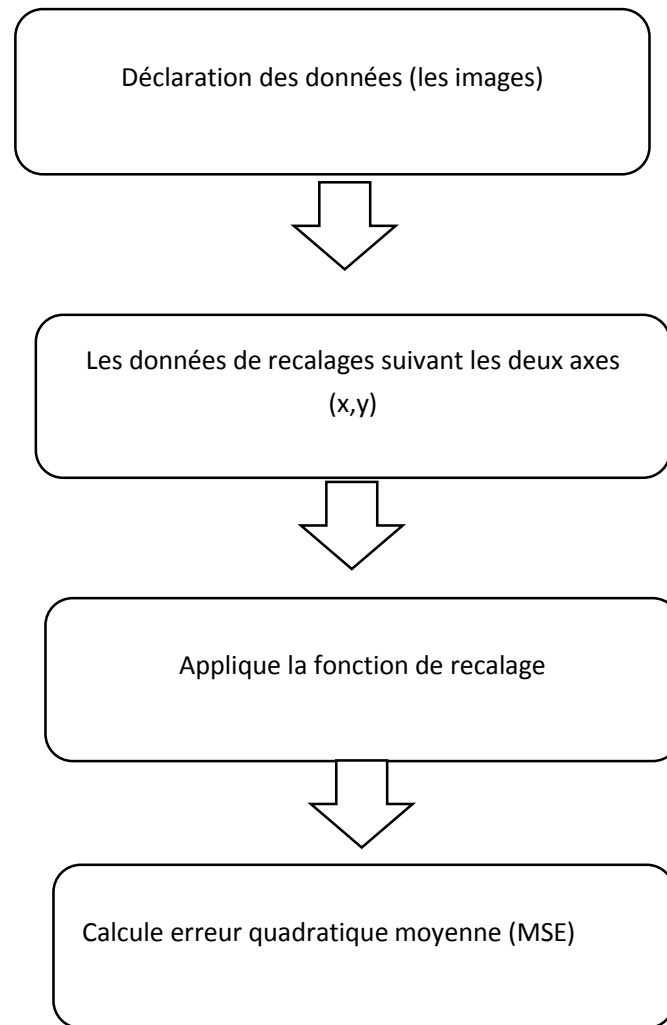 Déclaration des données (les images)
Les données de recalages suivant les deux axes
(x,y)
Applique la fonction de recalage
Calcule erreur quadratique moyenne (MSE)